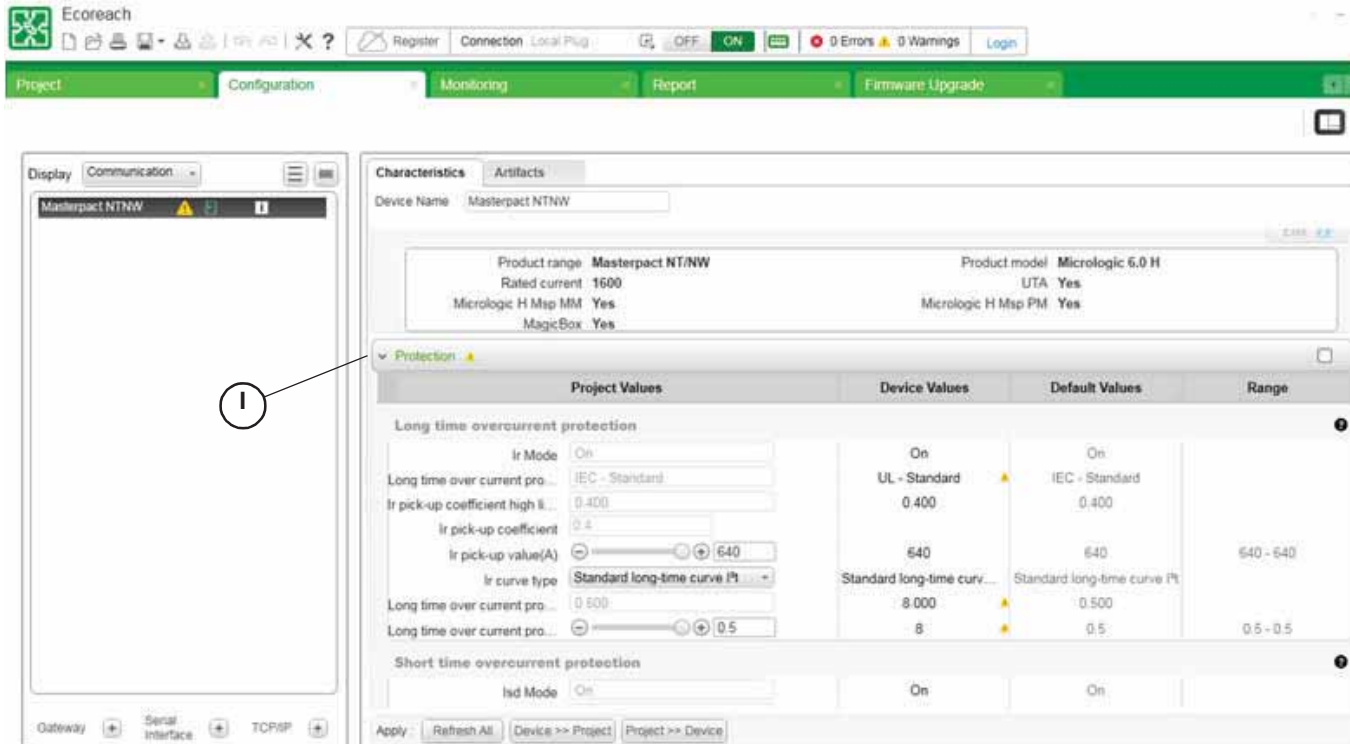 Ecoreach
Register Connection Local Plug OFF ON 0 Errors 0 Warnings Login
Project Configuration Monitoring Report Firmware Upgrade
Display Communication
Masterpact NTNW
Gateway Serial Interface TCP/IP
Characteristics Artifacts
Device Name Masterpact NTNW
Product range Masterpact NT/NW Product model Micrologic 6.0 H
Rated current 1600 UTA Yes
Micrologic H Msp MM Yes Micrologic H Msp PM Yes
MagicBox Yes
I
Protection
Project Values Device Values Default Values Range
Long time overcurrent protection
Ir Mode On On On
Long time over current pro... IEC - Standard UL - Standard IEC - Standard
Ir pick-up coefficient high li... 0.400 0.400 0.400
Ir pick-up coefficient 0.4
Ir pick-up value(A) 640 640 640 640 - 640
Ir curve type Standard long-time curve I²t Standard long-time curv... Standard long-time curve I²t
Long time over current pro... 0.500 8.000 0.500
Long time over current pro... 0.5 8 0.5 0.5 - 0.5
Short time overcurrent protection
Isd Mode On On On
Apply : Refresh All Device >> Project Project >> Device